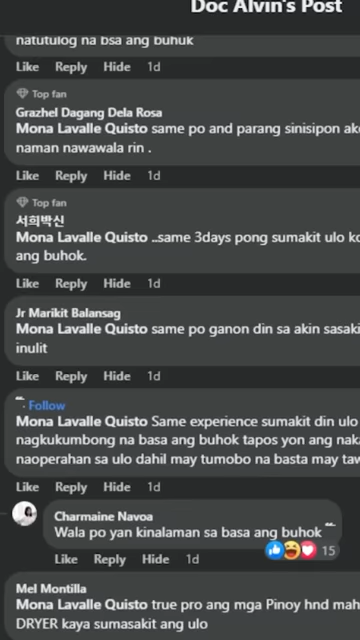 Doc Alvin's Post
natutulog na bsa ang buhuk
Like Reply Hide 1d
Top fan
Grazhel Dagang Dela Rosa
Mona Lavalle Quisto same po and parang sinisipon ak
naman nawawala rin .
Like Reply Hide 1d
Top fan
서희박신
Mona Lavalle Quisto ..same 3days pong sumakit ulo k
ang buhok.
Like Reply Hide 1d
Jr Marikit Balansag
Mona Lavalle Quisto same po ganon din sa akin sasaki
inulit
Like Reply Hide 1d
· Follow
Mona Lavalle Quisto Same experience sumakit din ulo
nagkukumbong na basa ang buhok tapos yon ang naka
naoperahan sa ulo dahil may tumobo na basta may taw
Like Reply Hide 1d
Charmaine Navoa
Wala po yan kinalaman sa basa ang buhok
15
Like Reply Hide 1d
Mel Montilla
Mona Lavalle Quisto true pro ang mga Pinoy hnd mah
DRYER kaya sumasakit ang ulo